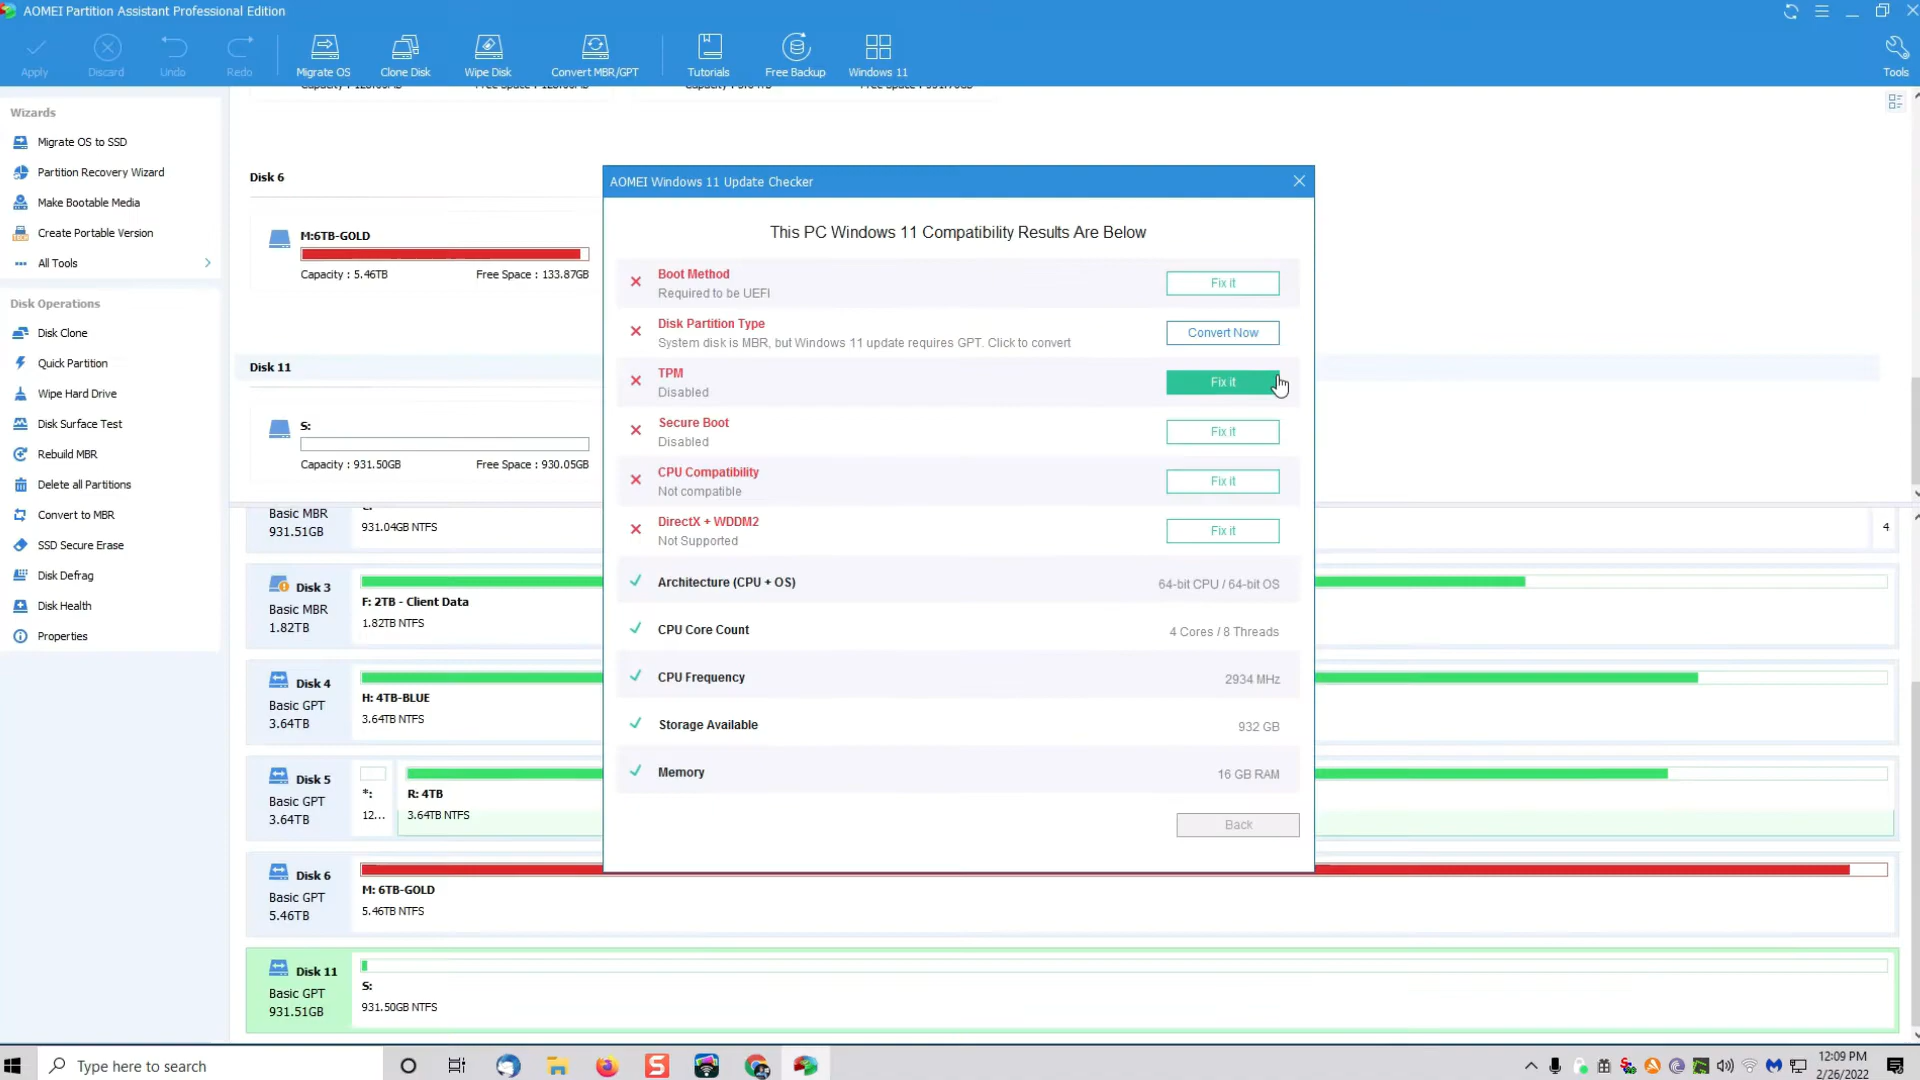 AOMEI Partition Assistant Professional Edition
Apply
Discard
Undo
Redo
Migrate OS
Clone Disk
Wipe Disk
Convert MBR/GPT
Tutorials
Free Backup
Windows 11
Tools
Wizards
Migrate OS to SSD
Partition Recovery Wizard
Make Bootable Media
Create Portable Version
All Tools
Disk Operations
Disk Clone
Quick Partition
Wipe Hard Drive
Disk Surface Test
Rebuild MBR
Delete all Partitions
Convert to MBR
SSD Secure Erase
Disk Defrag
Disk Health
Properties
Disk 6
M:6TB-GOLD
Capacity : 5.46TB
Free Space : 133.87GB
Disk 11
S:
Capacity : 931.50GB
Free Space : 930.05GB
AOMEI Windows 11 Update Checker
This PC Windows 11 Compatibility Results Are Below
Boot Method
Required to be UEFI
Fix it
Disk Partition Type
System disk is MBR, but Windows 11 update requires GPT. Click to convert
Convert Now
TPM
Disabled
Fix it
Secure Boot
Disabled
Fix it
CPU Compatibility
Not compatible
Fix it
DirectX + WDDM2
Not Supported
Fix it
Architecture (CPU + OS)
64-bit CPU / 64-bit OS
CPU Core Count
4 Cores / 8 Threads
CPU Frequency
2934 MHz
Storage Available
932 GB
Memory
16 GB RAM
Back
Basic MBR
931.51GB
931.04GB NTFS
4
Disk 3
Basic MBR
1.82TB
F: 2TB - Client Data
1.82TB NTFS
Disk 4
Basic GPT
3.64TB
H: 4TB-BLUE
3.64TB NTFS
Disk 5
Basic GPT
3.64TB
*:
12...
R: 4TB
3.64TB NTFS
Disk 6
Basic GPT
5.46TB
M: 6TB-GOLD
5.46TB NTFS
Disk 11
Basic GPT
931.51GB
S:
931.50GB NTFS
Type here to search
12:09 PM
2/26/2022